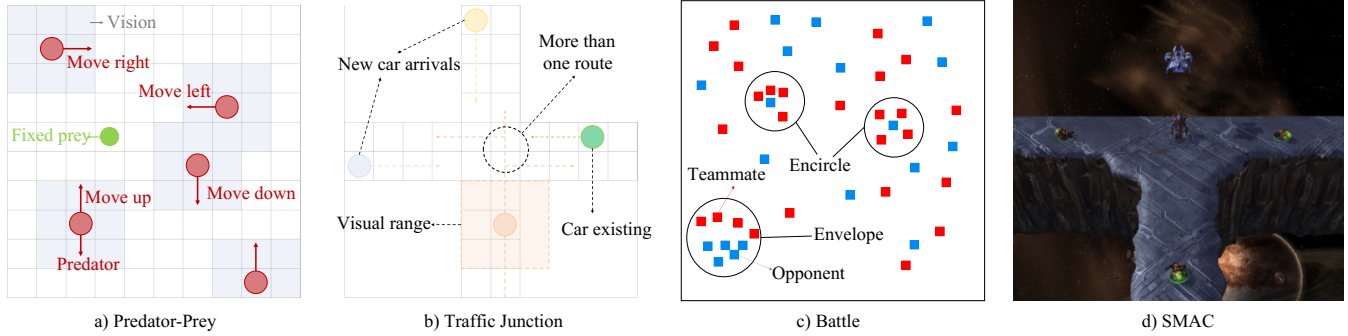 Vision
Move right
Move left
Fixed prey
Move up
Move down
Predator
a) Predator-Prey
New car arrivals
More than
one route
Visual range
Car existing
b) Traffic Junction
Encircle
Teammate
Envelope
Opponent
c) Battle
d) SMAC